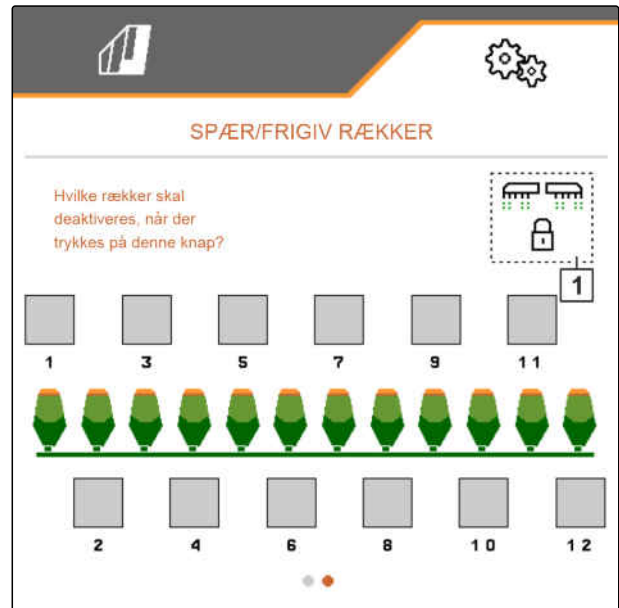 SPÆR/FRIGIV RÆKKER
Hvilke rækker skal
deaktiveres, når der
trykkes på denne knap?
1
1 3 5 7 9 11
2 4 6 8 10 12